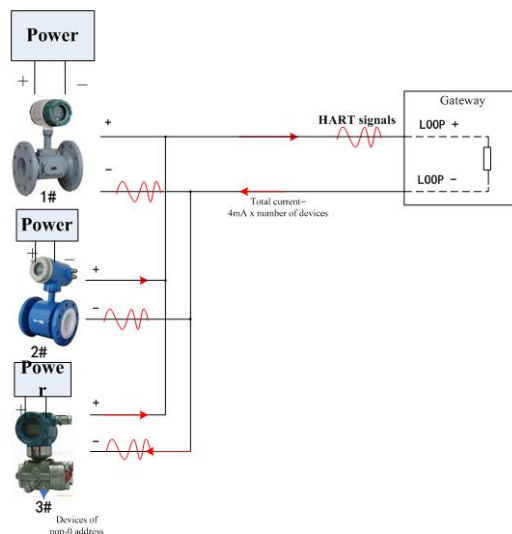 Power
+ −
Gateway
HART signals
+
LOOP +
−
LOOP −
1#
Total current=
4mA x number of devices
Power
+ −
+
−
2#
Powe
r
+
+
−
3#
Devices of
non-0 address